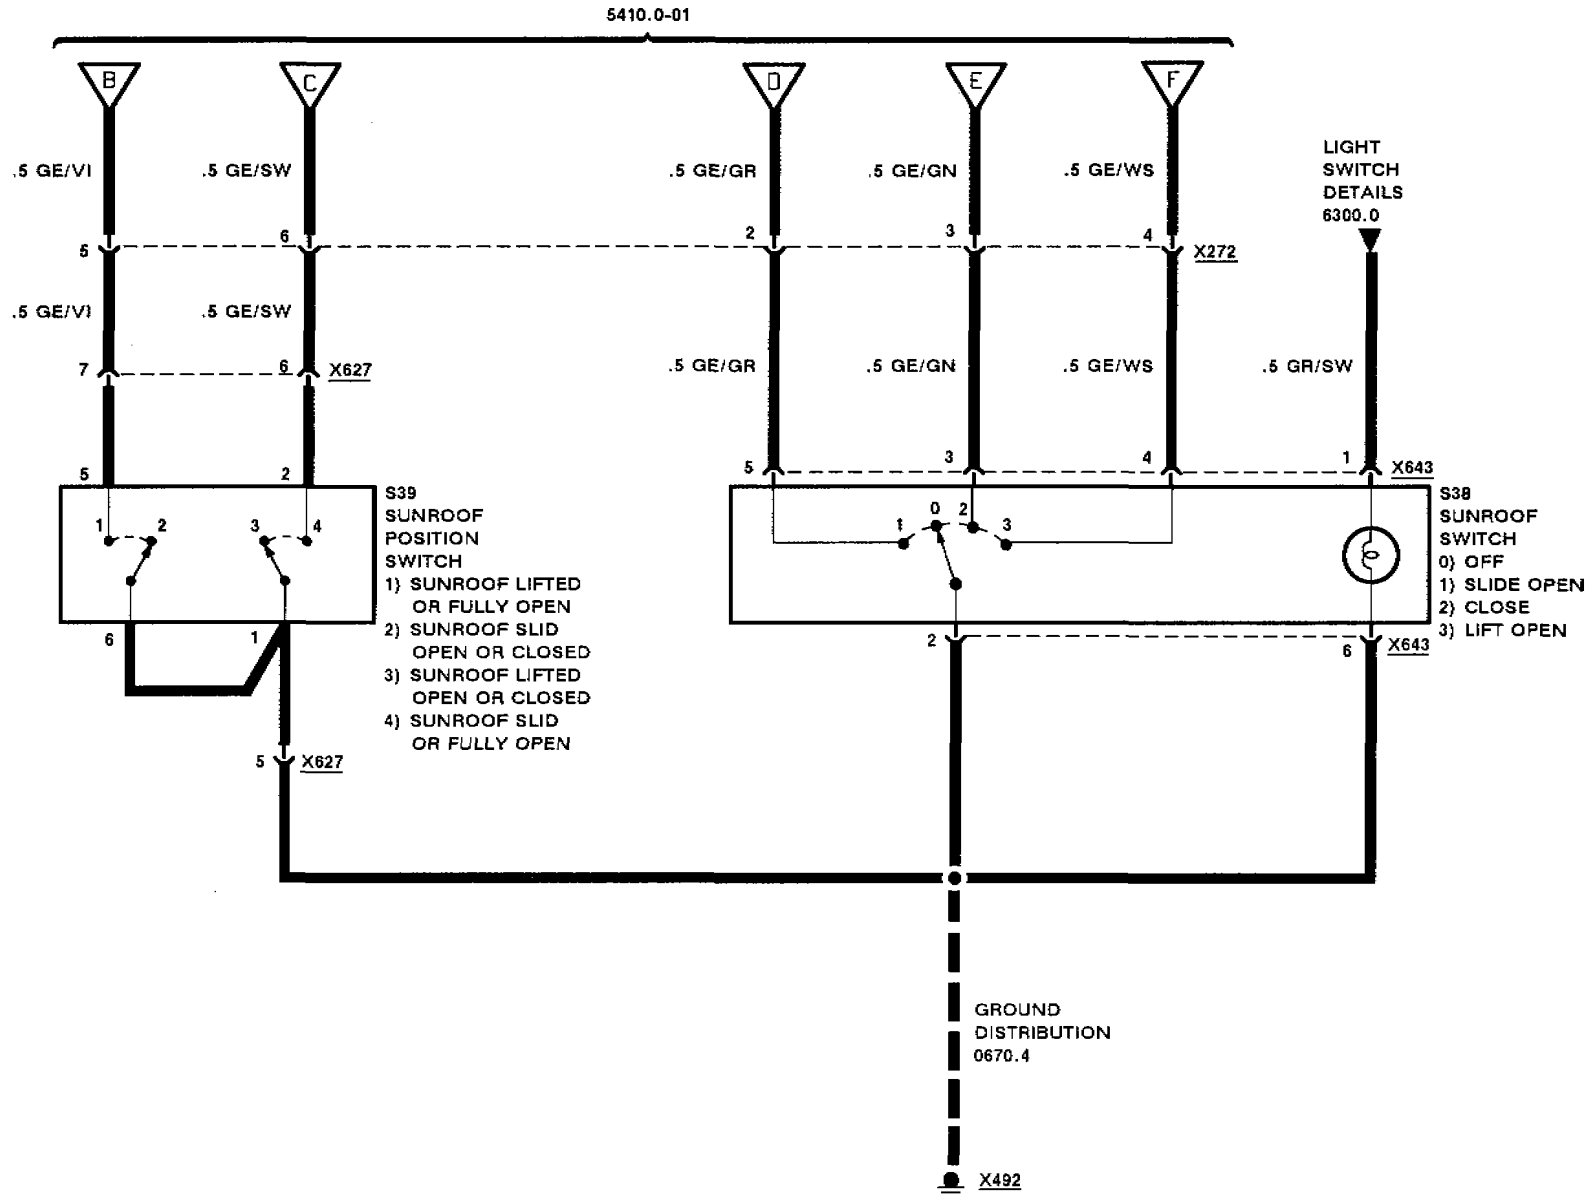 5410.0-01
B
C
D
E
F
.5 GE/VI
.5 GE/SW
.5 GE/GR
.5 GE/GN
.5 GE/WS
LIGHT
SWITCH
DETAILS
6300.0
5
6
2
3
4
X272
.5 GE/VI
.5 GE/SW
.5 GE/GR
.5 GE/GN
.5 GE/WS
.5 GR/SW
7
6
X627
5
2
5
3
4
1
X643
1
2
3
4
S39
SUNROOF
POSITION
SWITCH
1) SUNROOF LIFTED
OR FULLY OPEN
2) SUNROOF SLID
OPEN OR CLOSED
3) SUNROOF LIFTED
OPEN OR CLOSED
4) SUNROOF SLID
OR FULLY OPEN
1
0
2
3
S38
SUNROOF
SWITCH
0) OFF
1) SLIDE OPEN
2) CLOSE
3) LIFT OPEN
6
1
2
6
X643
5
X627
GROUND
DISTRIBUTION
0670.4
X492